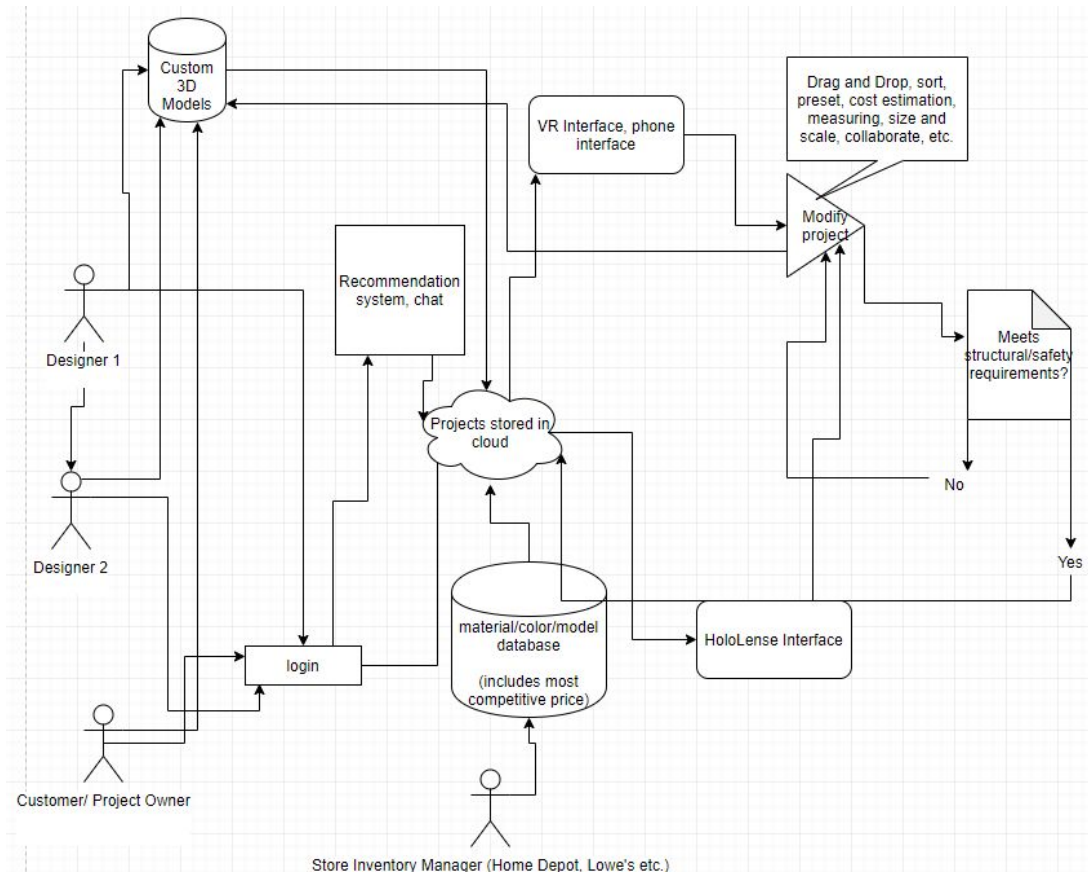 Custom
3D
Models
Drag and Drop, sort,
preset, cost estimation,
measuring, size and
scale, collaborate, etc.
VR Interface, phone
interface
Modify
project
Recommendation
system, chat
Designer 1
Meets
structural/safety
requirements?
Projects stored in
cloud
No
Designer 2
Yes
material/color/model
database
(includes most
competitive price)
HoloLense Interface
login
Customer/ Project Owner
Store Inventory Manager (Home Depot, Lowe's etc.)